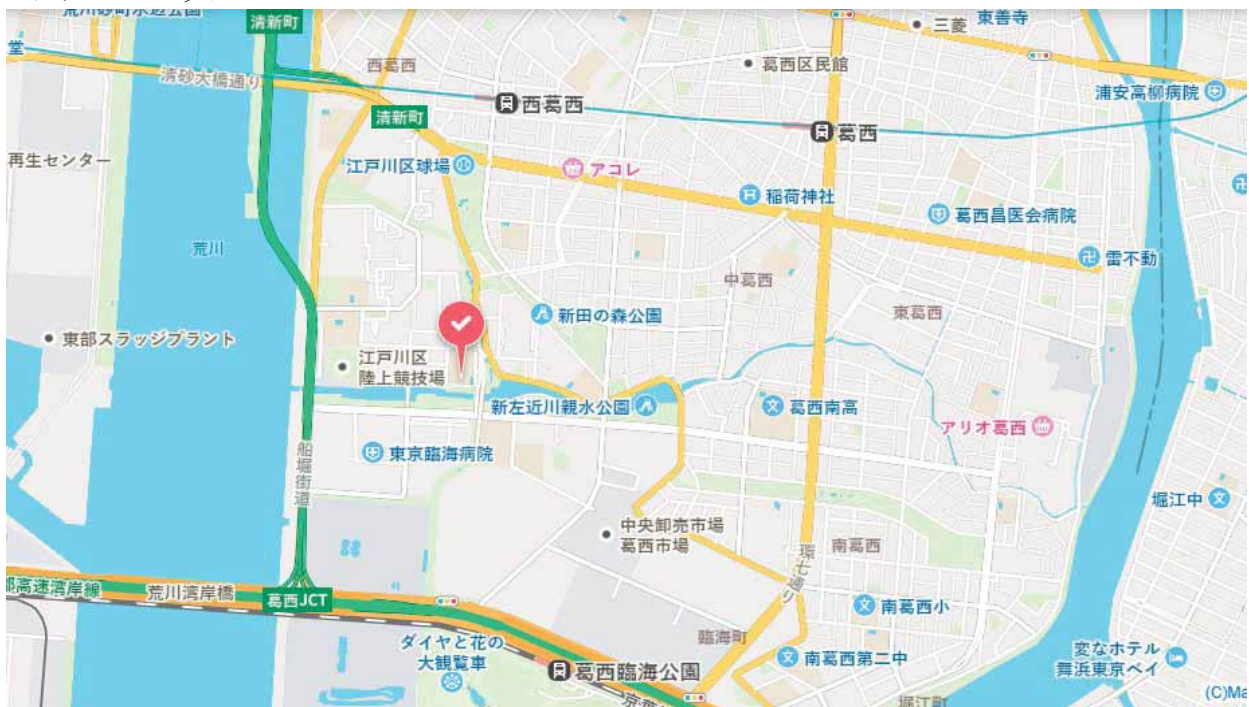 荒川砂町水辺公園
清新町
東善寺
三菱
堂
清砂大橋通り
西葛西
葛西区民館
浦安高柳病院
西葛西
清新町
葛西
再生センター
江戸川区球場
アコレ
稲荷神社
葛西昌医会病院
荒川
雷不動
中葛西
新田の森公園
東葛西
東部スラッジプラント
江戸川区
陸上競技場
新左近川親水公園
葛西南高
アリオ葛西
東京臨海病院
船堀街道
堀江中
中央卸売市場
葛西市場
環七通り
南葛西
部高速湾岸線
荒川湾岸橋
葛西JCT
南葛西小
臨海町
ダイヤと花の
大観覧車
南葛西第二中
変なホテル
舞浜東京ベイ
葛西臨海公園
堀江町
(C)Ma